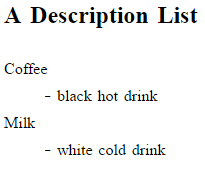 A Description List
Coffee
- black hot drink
Milk
- white cold drink